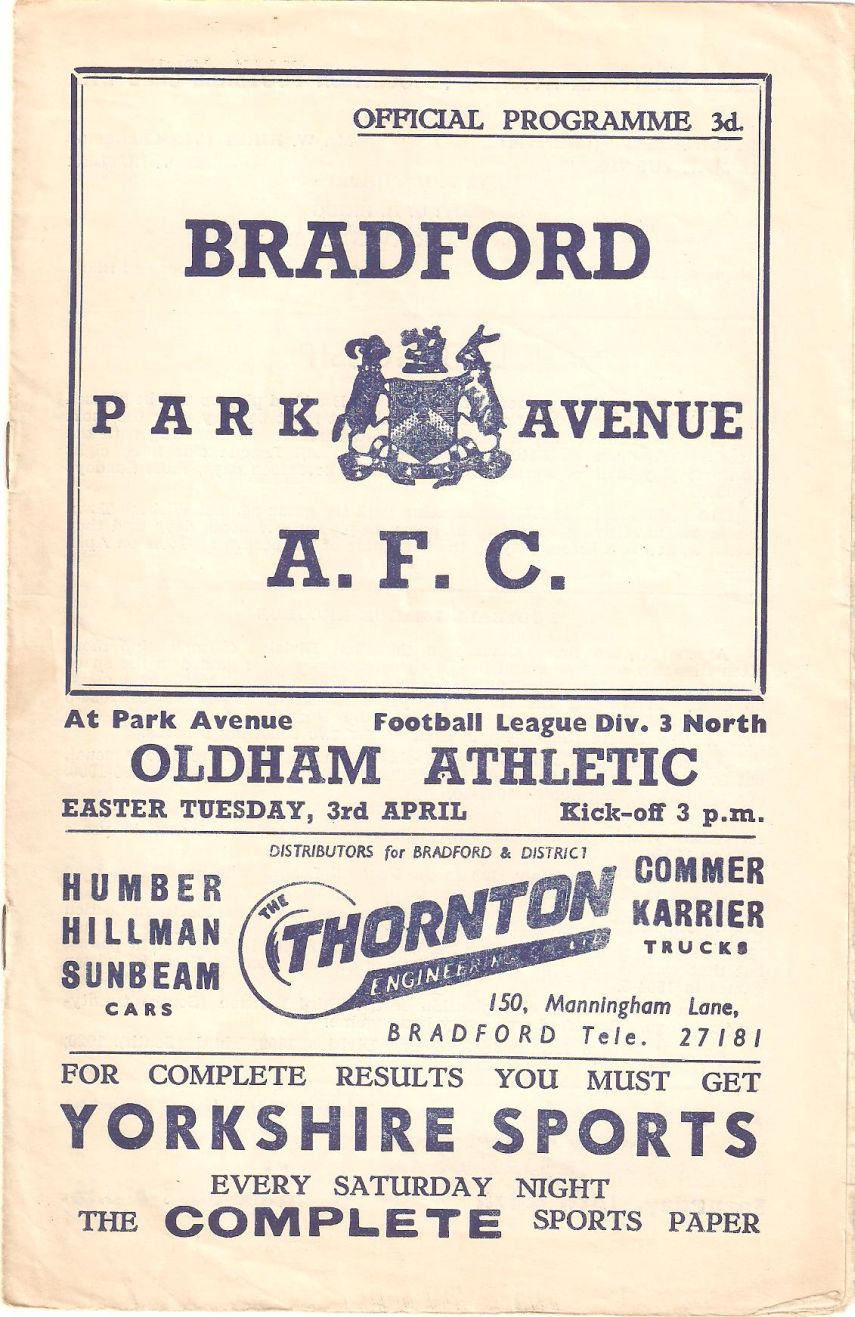 OFFICIAL PROGRAMME 3d.
BRADFORD
PARK AVENUE
A. F. C.
At Park Avenue Football League Div. 3 North
OLDHAM ATHLETIC
EASTER TUESDAY, 3rd APRIL Kick-off 3 p.m.
DISTRIBUTORS for BRADFORD & DISTRICT
HUMBER
HILLMAN
SUNBEAM
CARS
THE
THORNTON
ENGINEERING CO. LTD
COMMER
KARRIER
TRUCKS
150, Manningham Lane,
BRADFORD Tele. 27181
FOR COMPLETE RESULTS YOU MUST GET
YORKSHIRE SPORTS
EVERY SATURDAY NIGHT
THE COMPLETE SPORTS PAPER